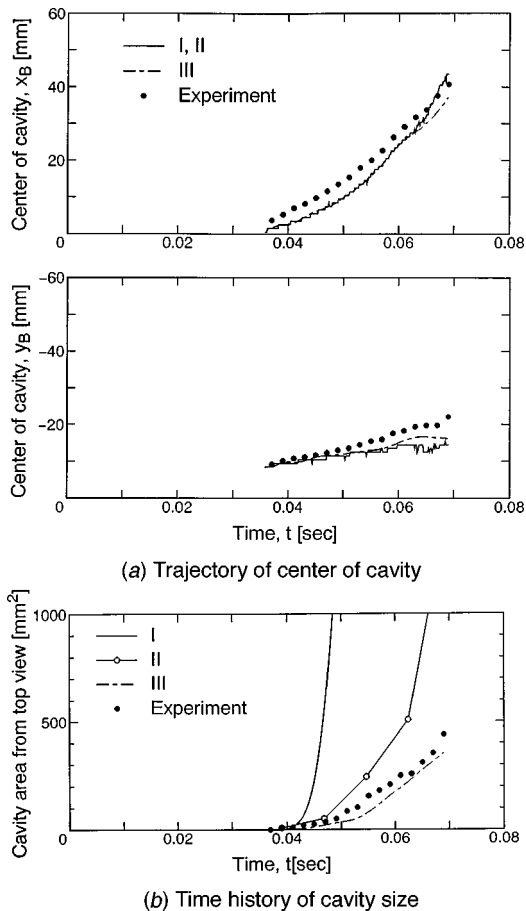 60
40
20
Center of cavity, x_B [mm]
I, II
III
Experiment
0 0.02 0.04 0.06 0.08
-60
-40
-20
Center of cavity, y_B [mm]
0 0.02 0.04 0.06 0.08
Time, t [sec]
(a) Trajectory of center of cavity
1000
500
Cavity area from top view [mm²]
I
II
III
Experiment
0 0.02 0.04 0.06 0.08
Time, t[sec]
(b) Time history of cavity size